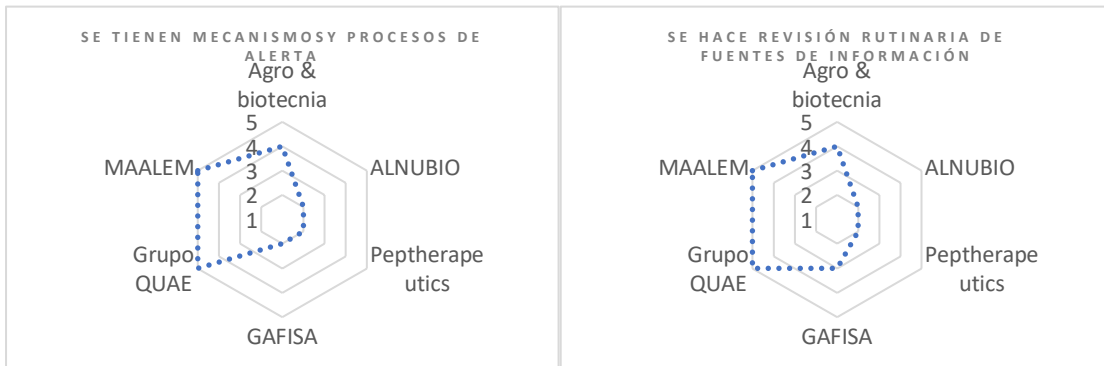 SE TIENEN MECANISMOSY PROCESOS DE
ALERTA
Agro &
biotecnia
5
4
3
2
1
MAALEM
ALNUBIO
Grupo
QUAE
Peptherape
utics
GAFISA
SE HACE REVISIÓN RUTINARIA DE
FUENTES DE INFORMACIÓN
Agro &
biotecnia
5
4
3
2
1
MAALEM
ALNUBIO
Grupo
QUAE
Peptherape
utics
GAFISA